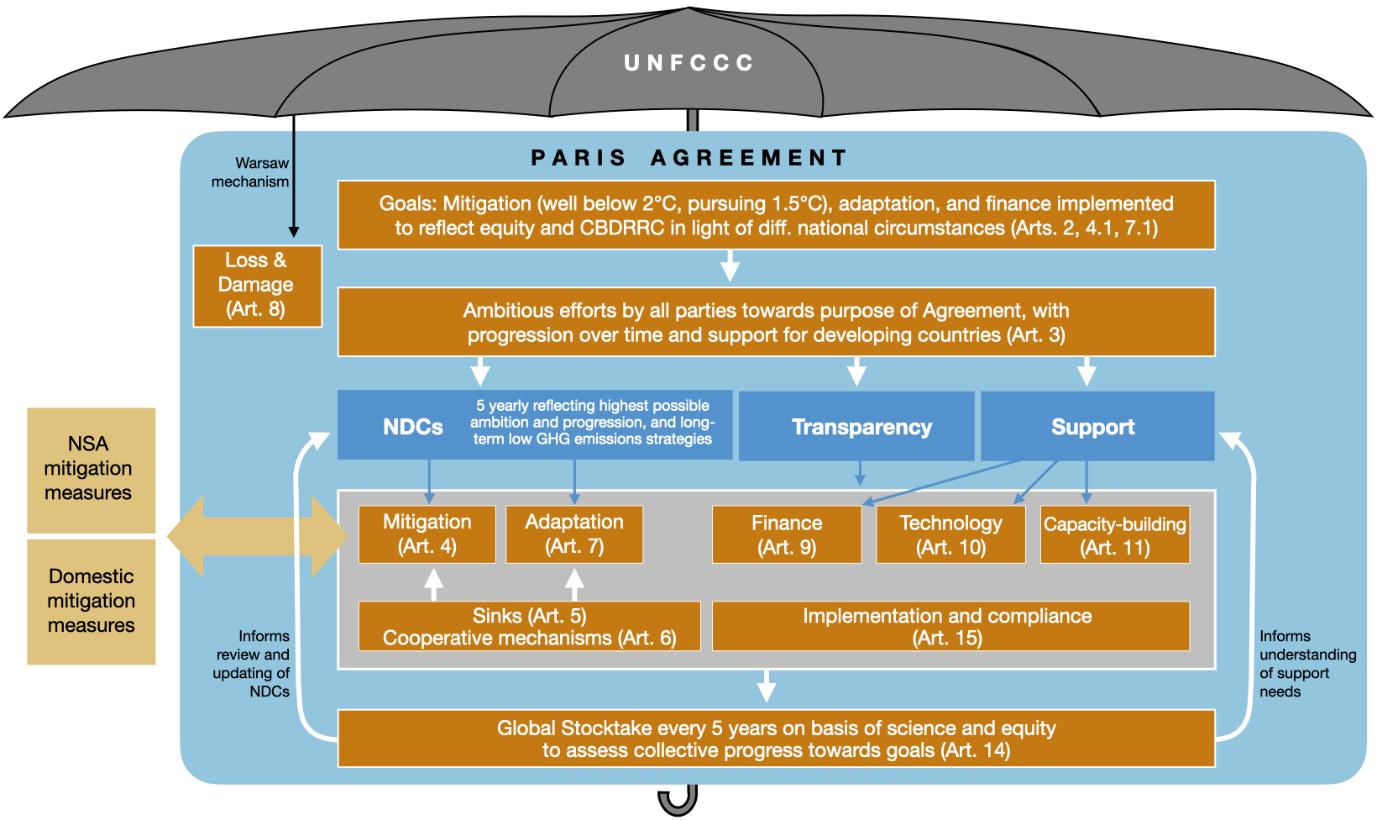 UNFCCC
PARIS AGREEMENT
Warsaw
mechanism
Goals: Mitigation (well below 2°C, pursuing 1.5°C), adaptation, and finance implemented
to reflect equity and CBDRRC in light of diff. national circumstances (Arts. 2, 4.1, 7.1)
Loss &
Damage
(Art. 8)
Ambitious efforts by all parties towards purpose of Agreement, with
progression over time and support for developing countries (Art. 3)
NDCs
5 yearly reflecting highest possible
ambition and progression, and long-
term low GHG emissions strategies
Transparency
Support
NSA
mitigation
measures
Domestic
mitigation
measures
Mitigation
(Art. 4)
Adaptation
(Art. 7)
Finance
(Art. 9)
Technology
(Art. 10)
Capacity-building
(Art. 11)
Sinks (Art. 5)
Cooperative mechanisms (Art. 6)
Implementation and compliance
(Art. 15)
Informs
review and
updating of
NDCs
Informs
understanding
of support
needs
Global Stocktake every 5 years on basis of science and equity
to assess collective progress towards goals (Art. 14)